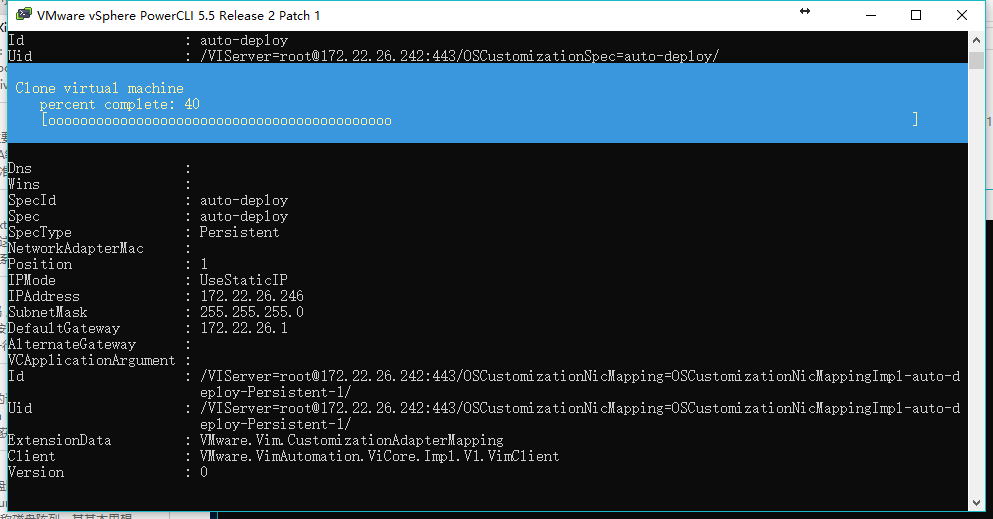 VMware vSphere PowerCLI 5.5 Release 2 Patch 1
Id : auto-deploy
Uid : /VIServer=root@172.22.26.242:443/OSCustomizationSpec=auto-deploy/
Clone virtual machine
percent complete: 40
[ooooooooooooooooooooooooooooooooooooooooooo ]
Dns :
Wins :
SpecId : auto-deploy
Spec : auto-deploy
SpecType : Persistent
NetworkAdapterMac :
Position : 1
IPMode : UseStaticIP
IPAddress : 172.22.26.246
SubnetMask : 255.255.255.0
DefaultGateway : 172.22.26.1
AlternateGateway :
VCApplicationArgument :
Id : /VIServer=root@172.22.26.242:443/OSCustomizationNicMapping=OSCustomizationNicMappingImpl-auto-d
eploy-Persistent-1/
Uid : /VIServer=root@172.22.26.242:443/OSCustomizationNicMapping=OSCustomizationNicMappingImpl-auto-d
eploy-Persistent-1/
ExtensionData : VMware.Vim.CustomizationAdapterMapping
Client : VMware.VimAutomation.ViCore.Impl.V1.VimClient
Version : 0